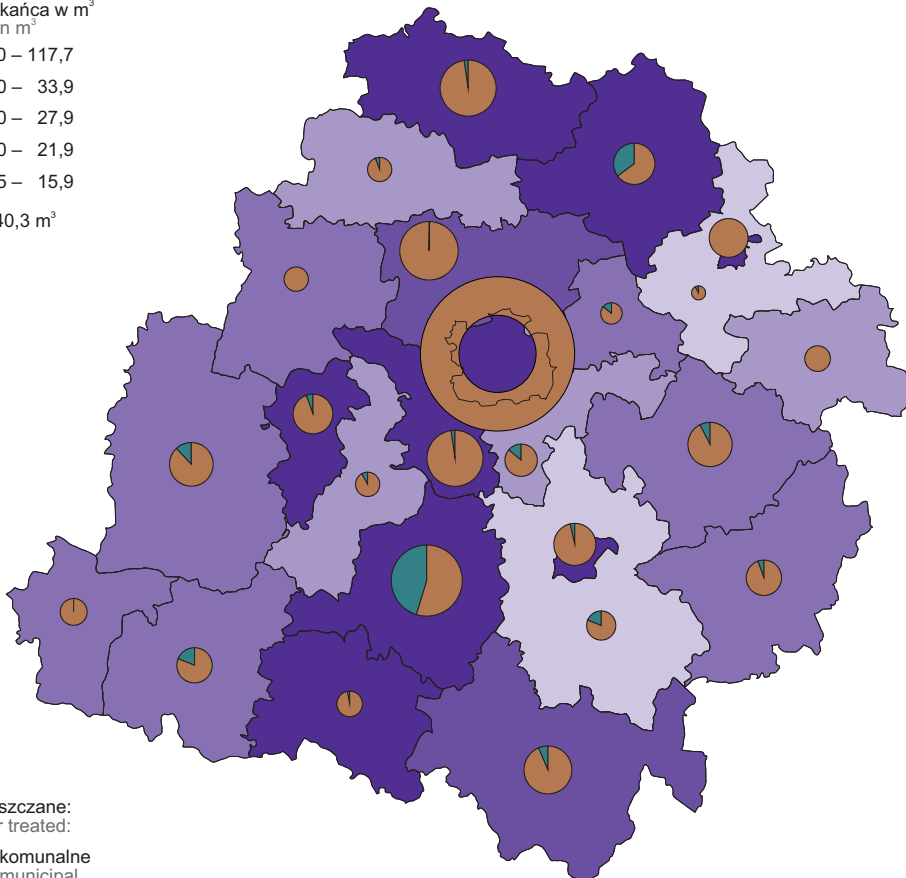 kańca w m³
n m³
0 – 117,7
0 – 33,9
0 – 27,9
0 – 21,9
5 – 15,9
40,3 m³
szczane:
r treated:
komunalne
municipal